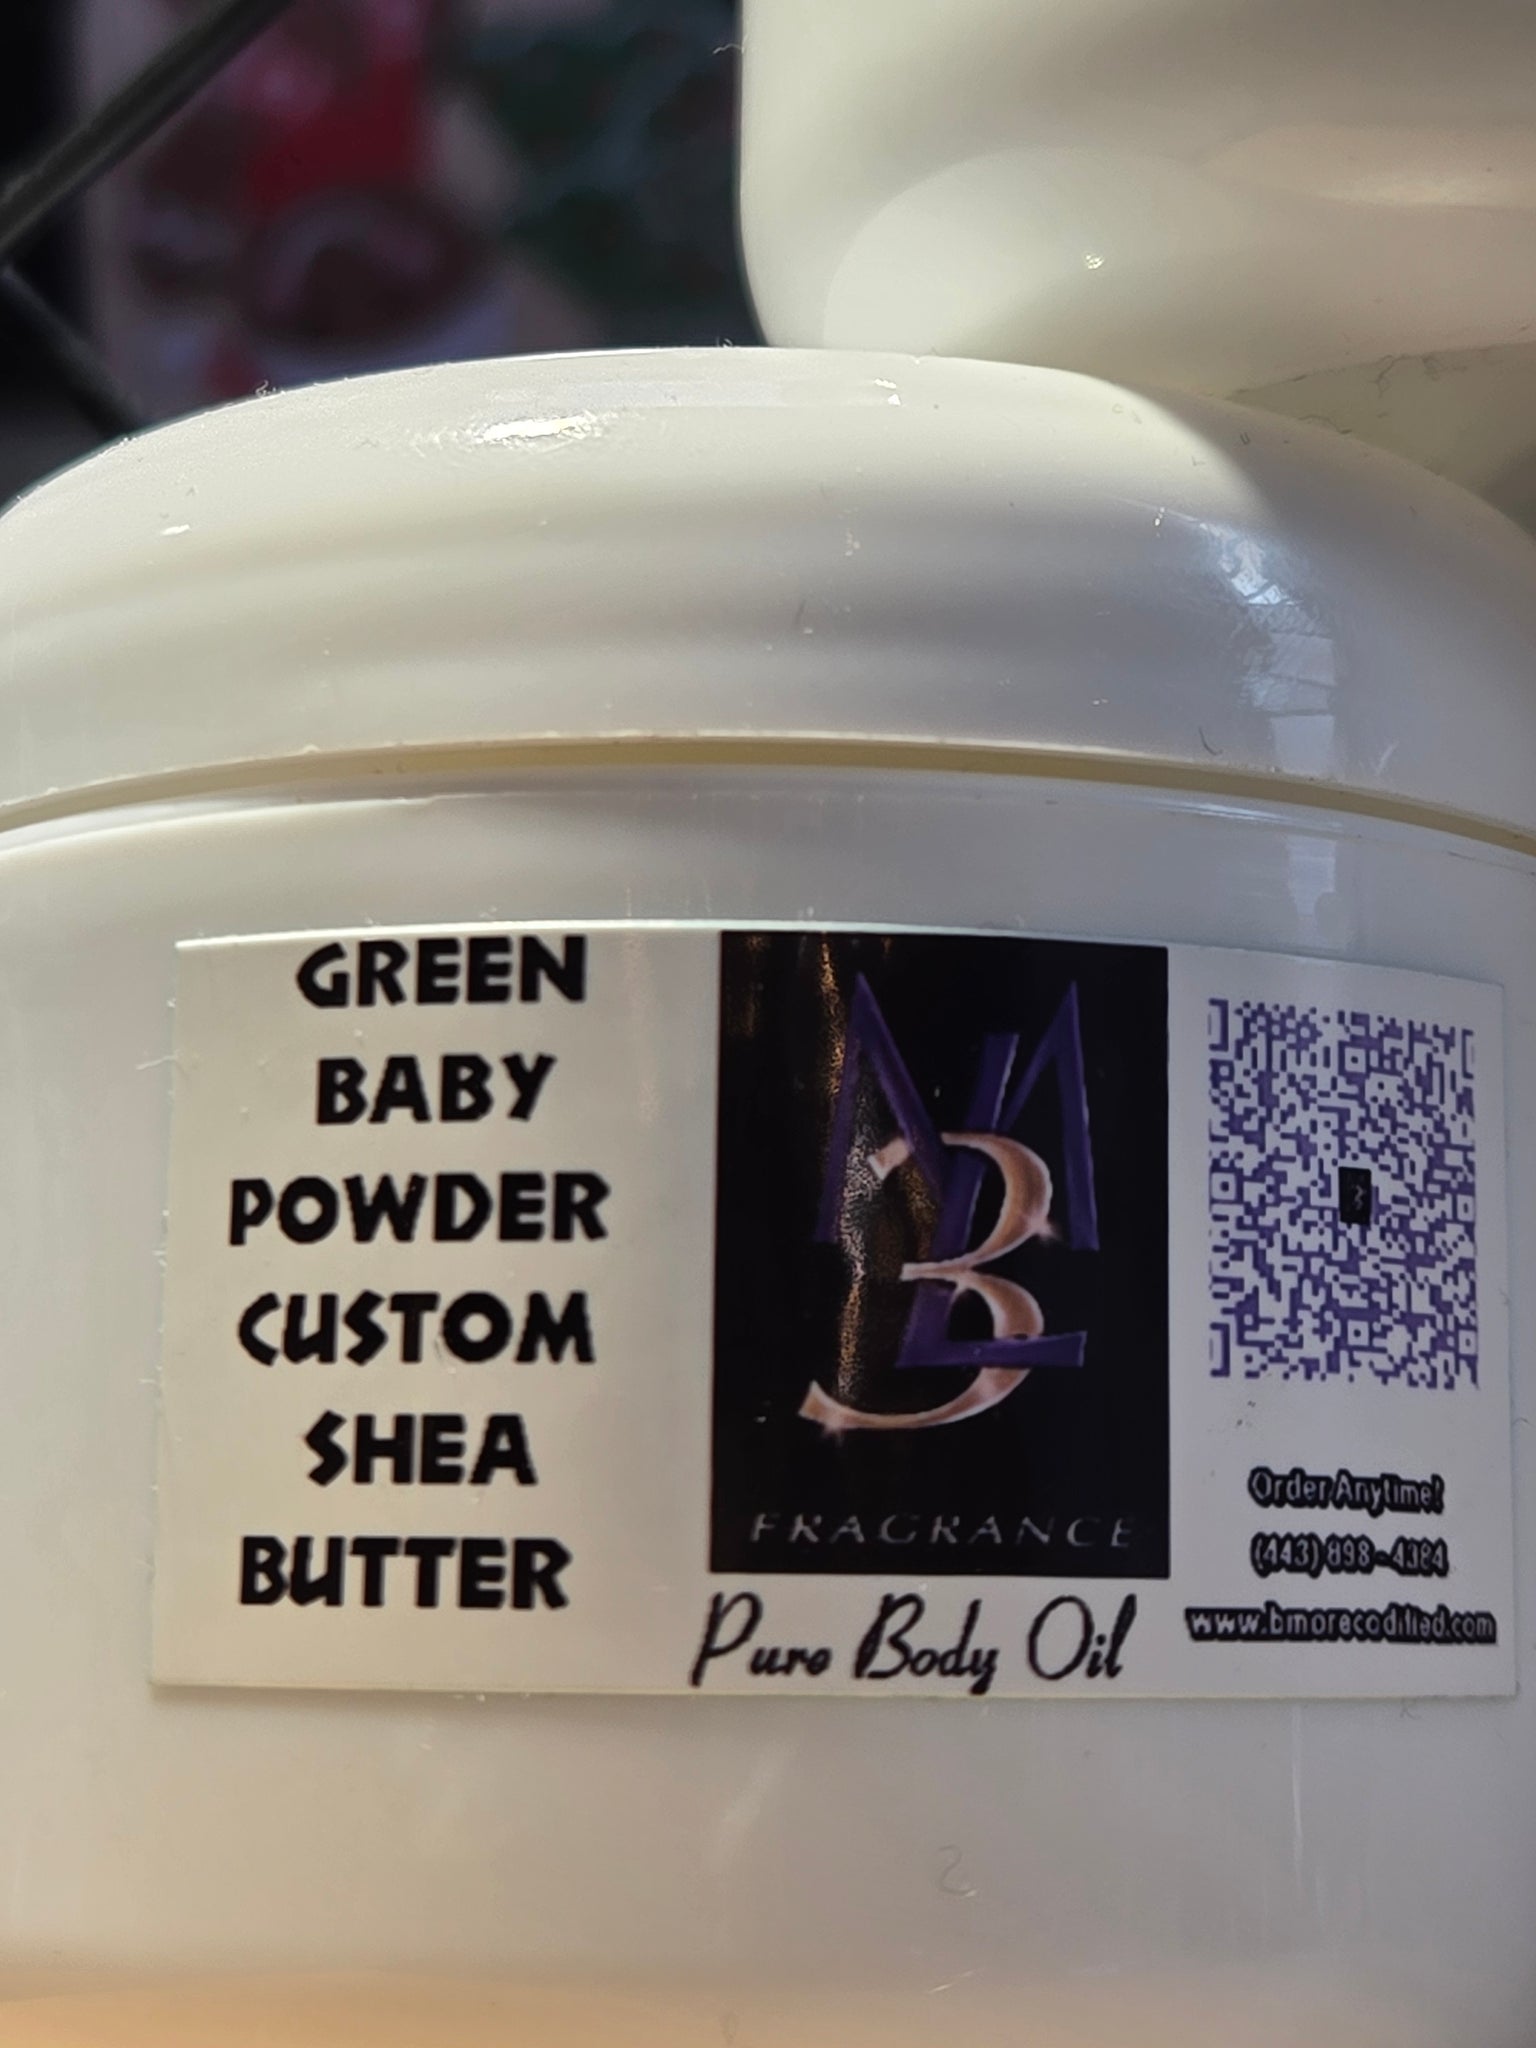 GREEN
BABY
POWDER
CUSTOM
SHEA
BUTTER
FRAGRANCE
Pure Body Oil
Order Anytime!
(443) 898-4384
www.bmorecodified.com